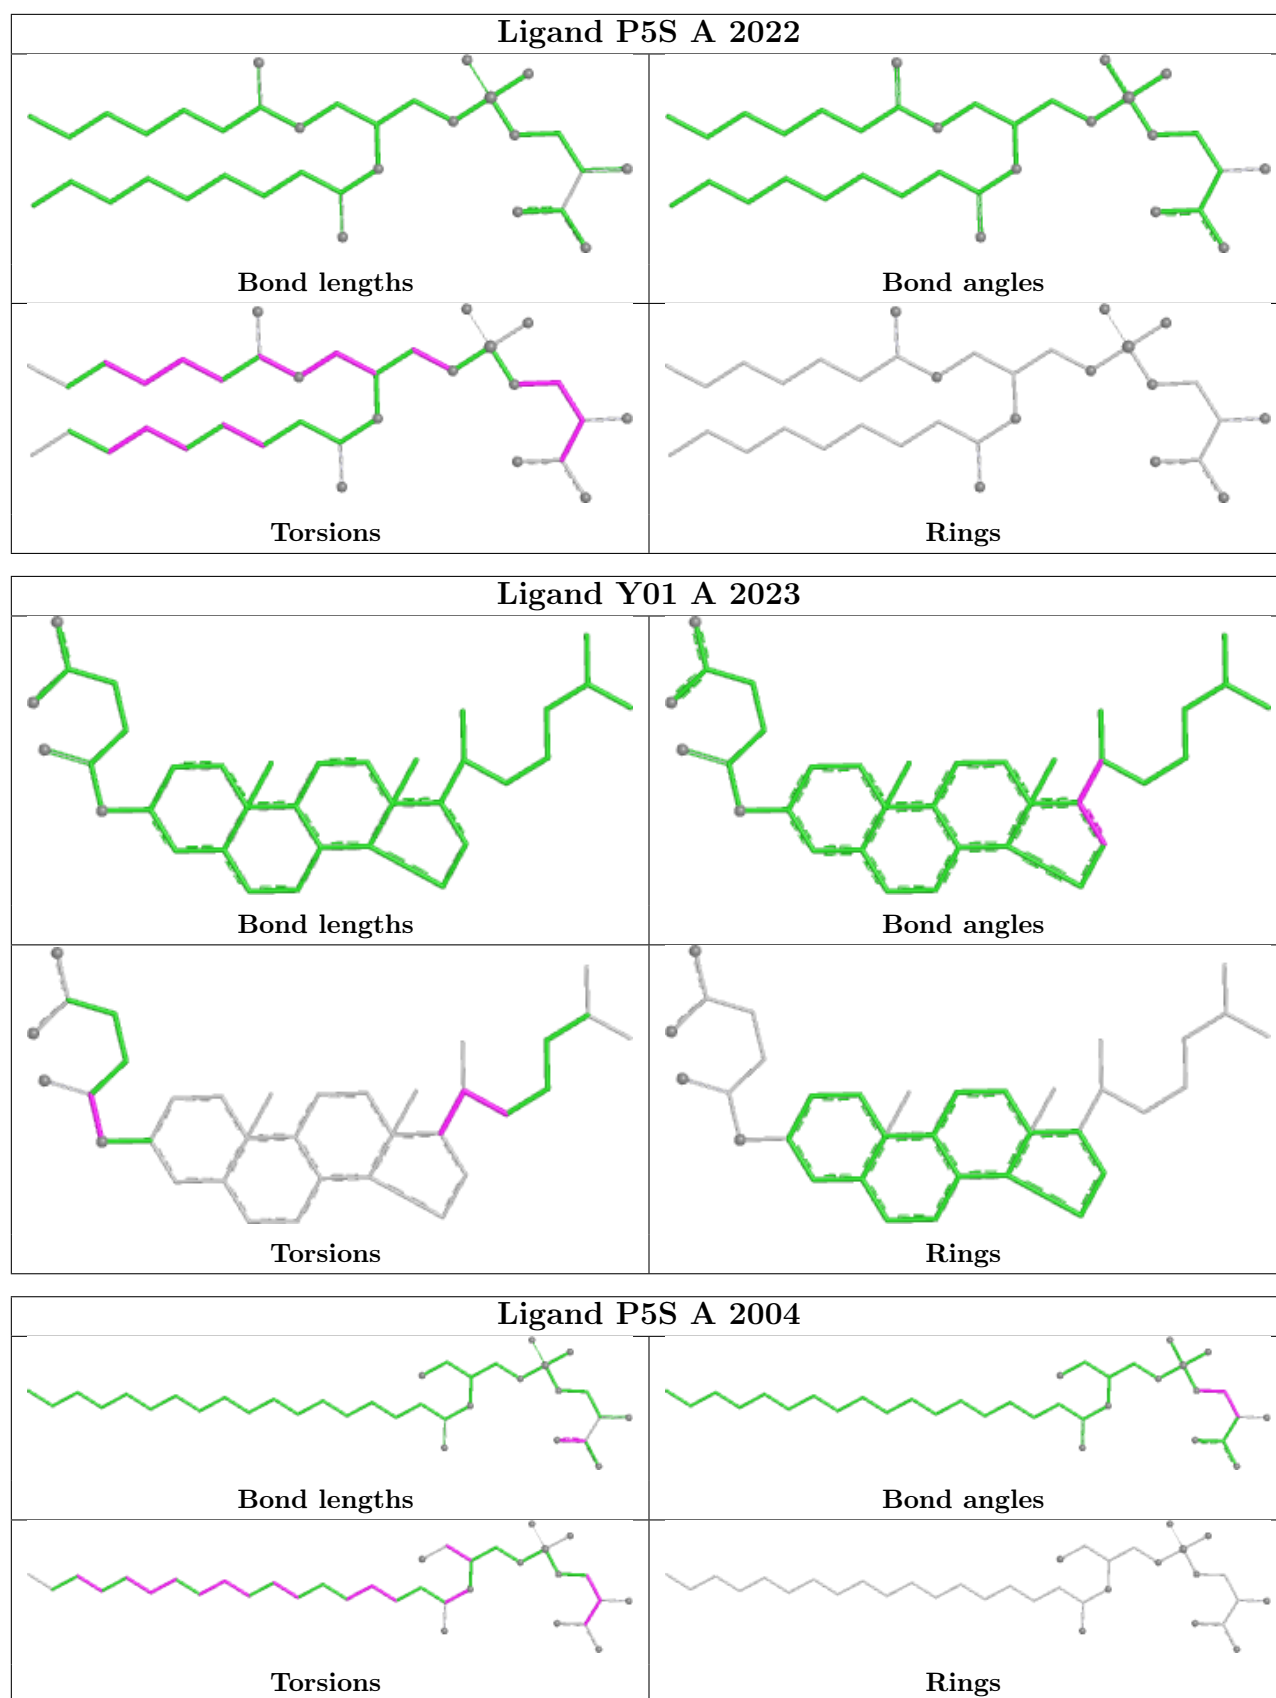 Ligand P5S A 2022
Bond lengths
Bond angles
Torsions
Rings
Ligand Y01 A 2023
Bond lengths
Bond angles
Torsions
Rings
Ligand P5S A 2004
Bond lengths
Bond angles
Torsions
Rings